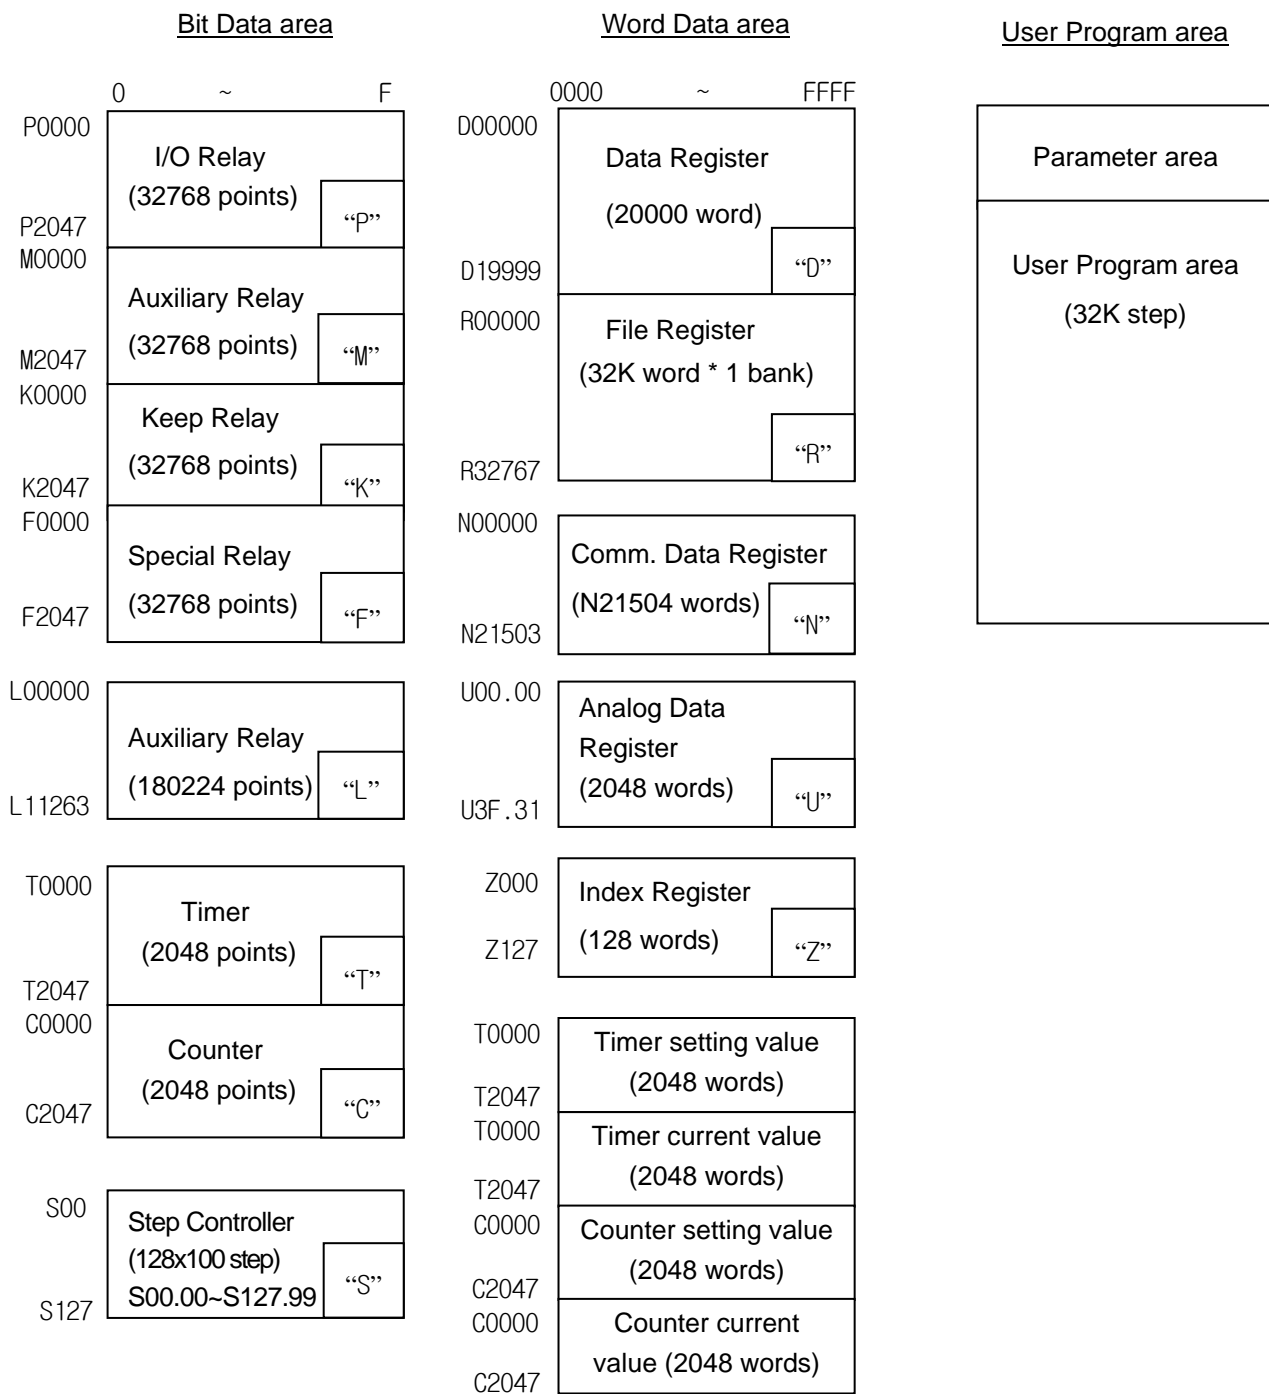 Bit Data area
0 ~ F
P0000
I/O Relay
(32768 points)
“P”
P2047
M0000
Auxiliary Relay
(32768 points)
“M”
M2047
K0000
Keep Relay
(32768 points)
“K”
K2047
F0000
Special Relay
(32768 points)
“F”
F2047
L00000
Auxiliary Relay
(180224 points)
“L”
L11263
T0000
Timer
(2048 points)
“T”
T2047
C0000
Counter
(2048 points)
“C”
C2047
S00
Step Controller
(128x100 step)
S00.00~S127.99
“S”
S127
Word Data area
0000 ~ FFFF
D00000
Data Register
(20000 word)
“D”
D19999
R00000
File Register
(32K word * 1 bank)
“R”
R32767
N00000
Comm. Data Register
(N21504 words)
“N”
N21503
U00.00
Analog Data
Register
(2048 words)
“U”
U3F.31
Z000
Index Register
(128 words)
“Z”
Z127
T0000
Timer setting value
(2048 words)
T2047
T0000
Timer current value
(2048 words)
T2047
C0000
Counter setting value
(2048 words)
C2047
C0000
Counter current
value (2048 words)
C2047
User Program area
Parameter area
User Program area
(32K step)